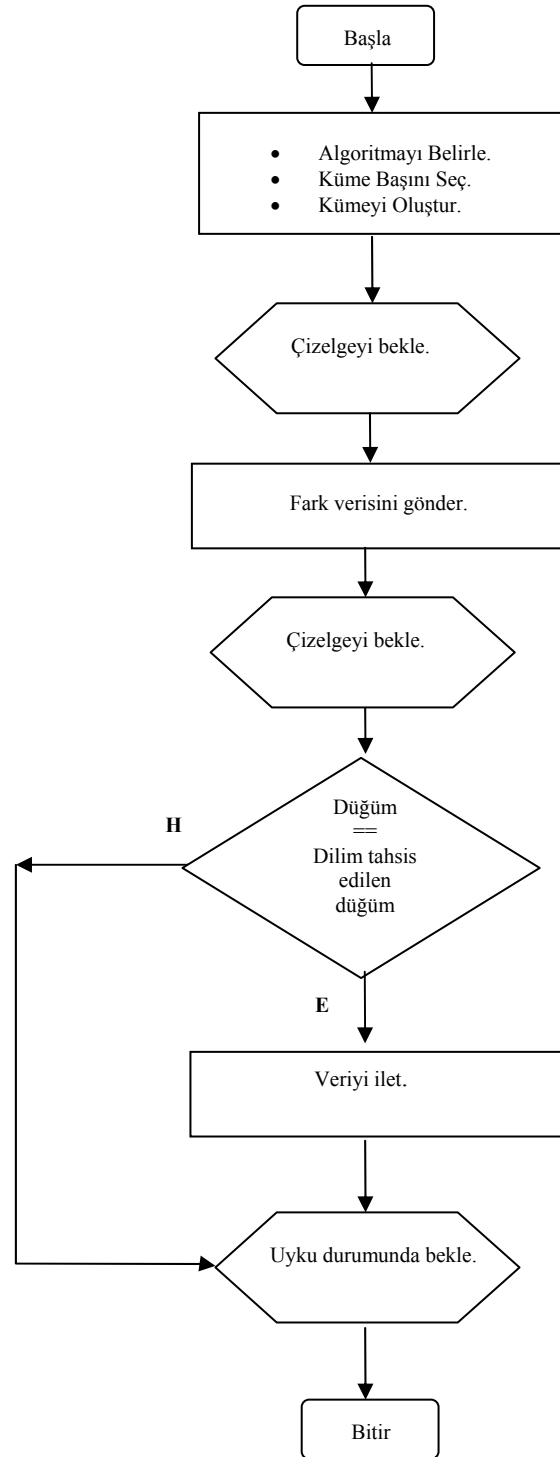 Başla
• Algoritmayı Belirle.
• Küme Başını Seç.
• Kümeyi Oluştur.
Çizelgeyi bekle.
Fark verisini gönder.
Çizelgeyi bekle.
Düğüm
==
Dilim tahsis
edilen
düğüm
H
E
Veriyi ilet.
Uyku durumunda bekle.
Bitir